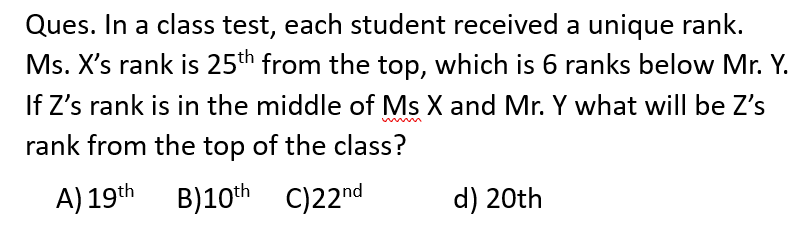 Ques. In a class test, each student received a unique rank.
Ms. X’s rank is 25th from the top, which is 6 ranks below Mr. Y.
If Z’s rank is in the middle of Ms X and Mr. Y what will be Z’s
rank from the top of the class?
A) 19th B)10th C)22nd d) 20th